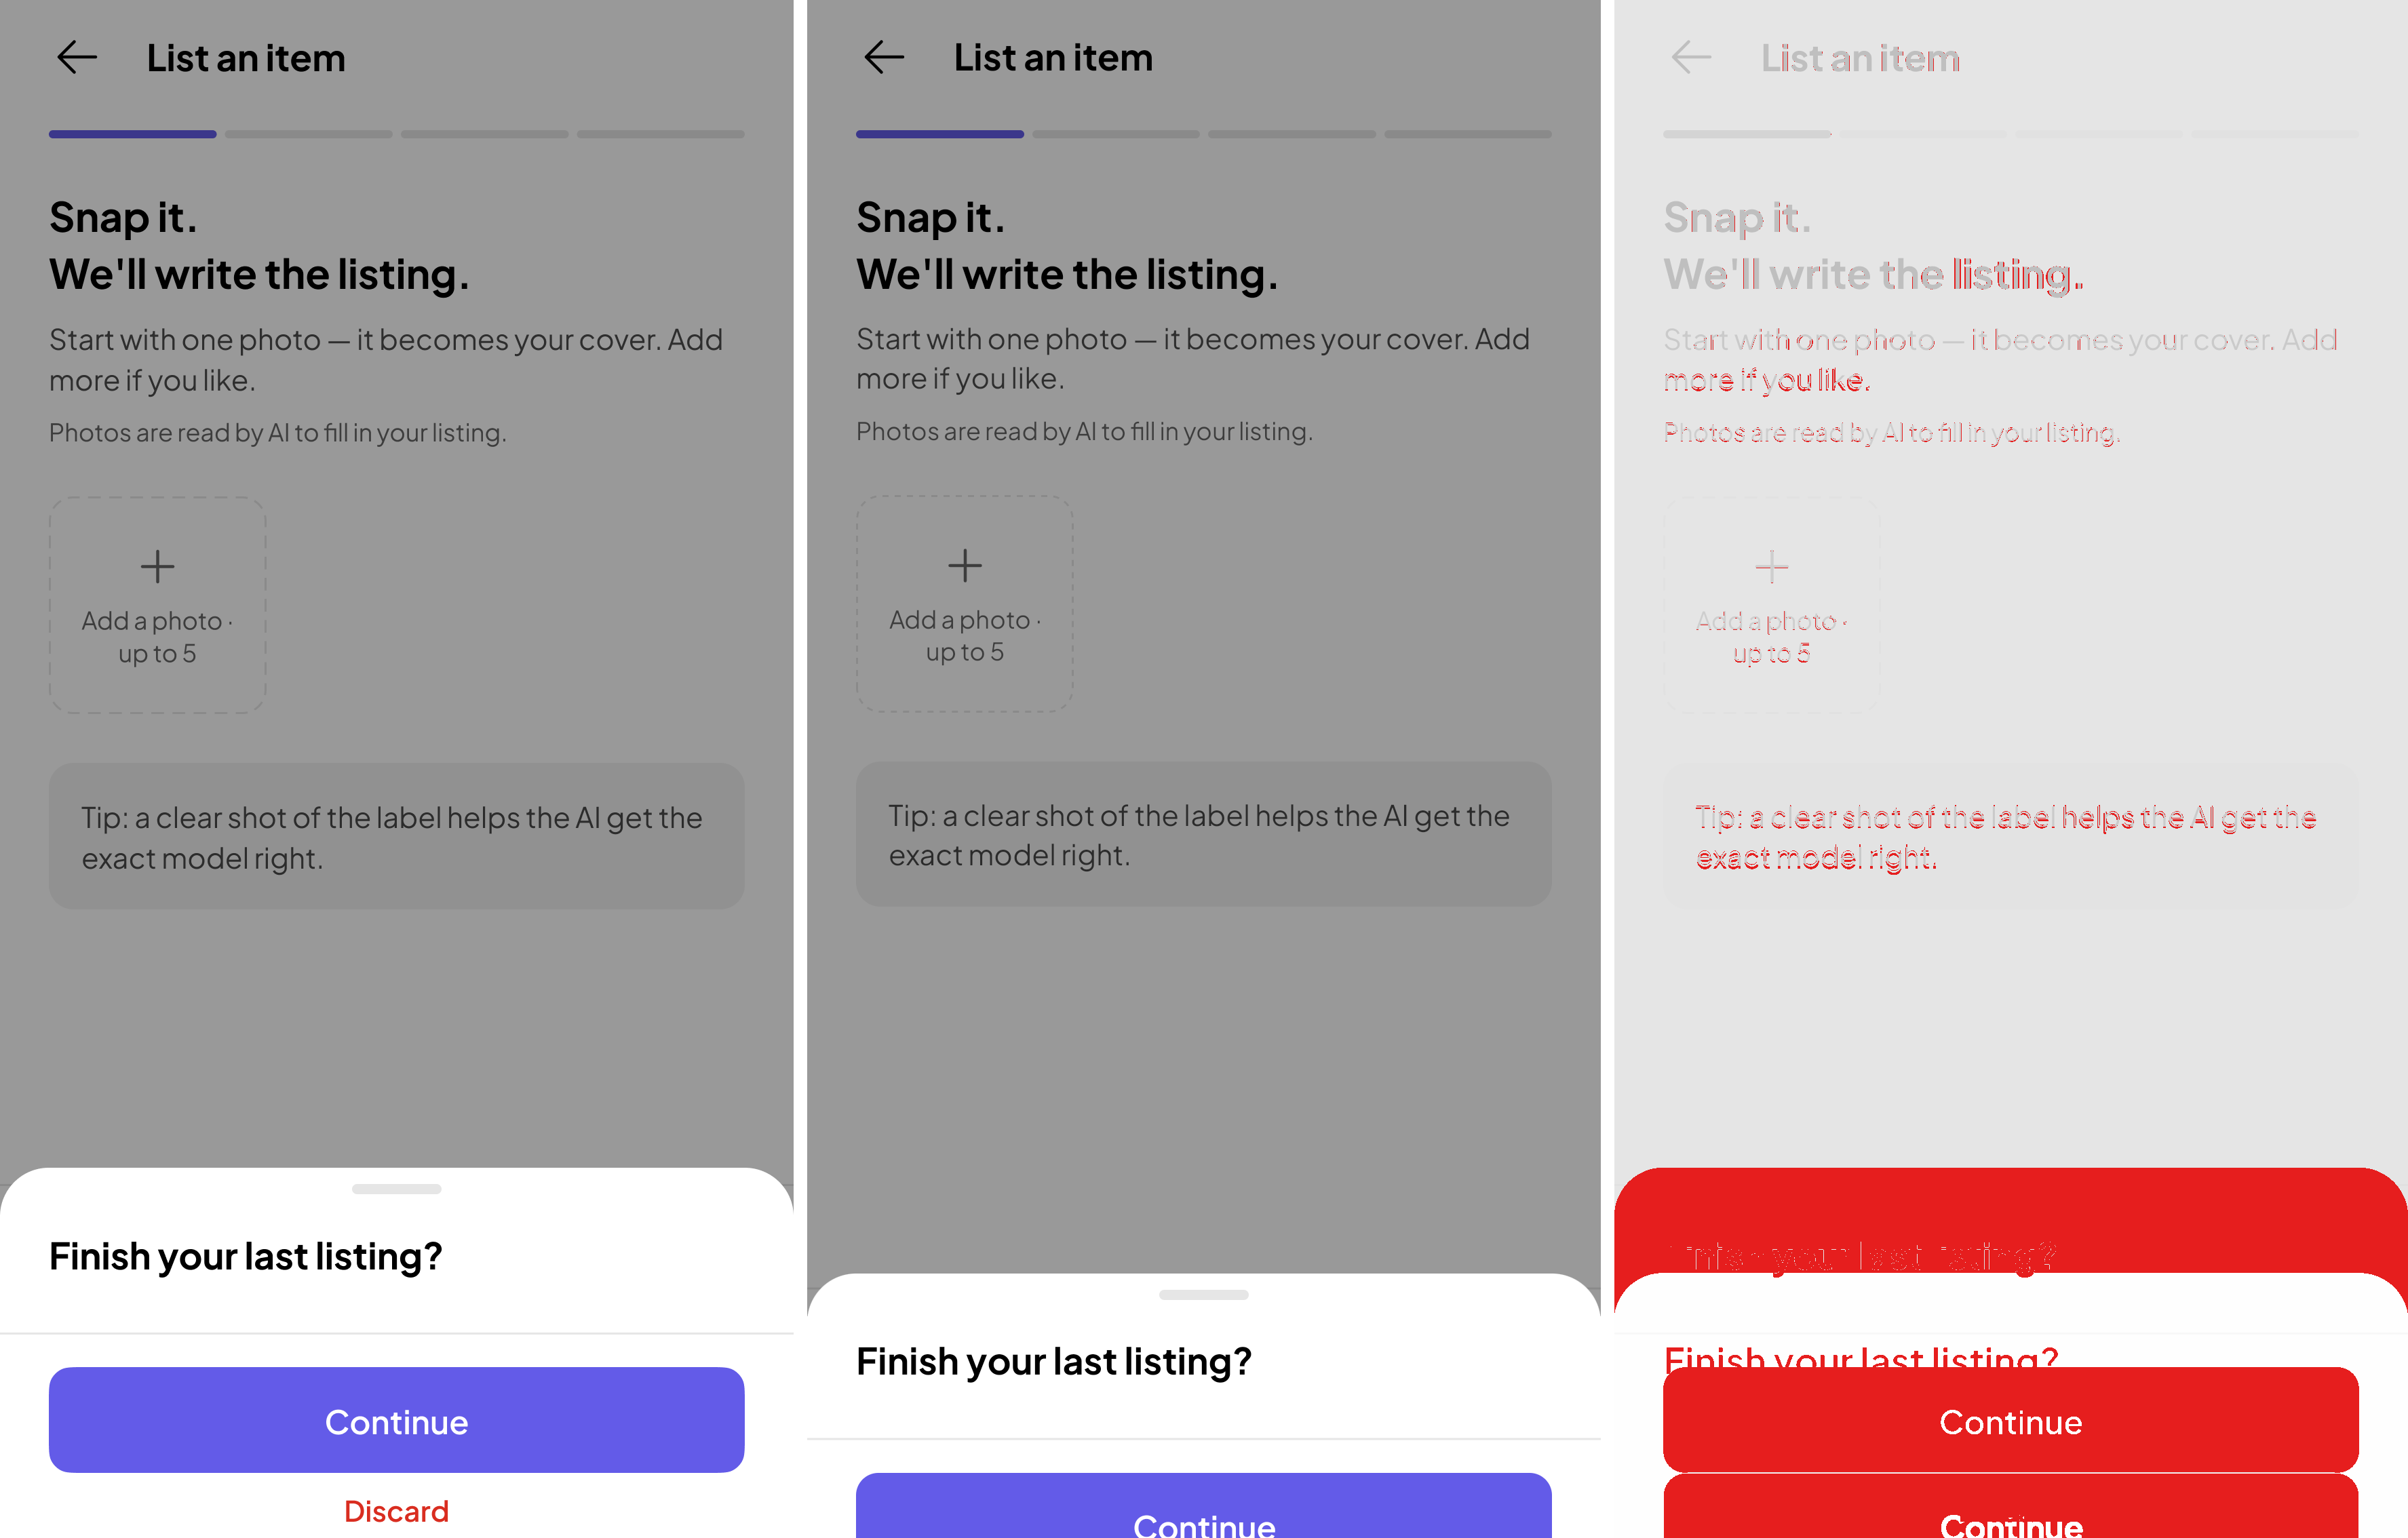 List an item
Snap it.
We'll write the listing.
Start with one photo — it becomes your cover. Add
more if you like.
Photos are read by AI to fill in your listing.
Add a photo ·
up to 5
Tip: a clear shot of the label helps the AI get the
exact model right.
Finish your last listing?
Continue
Discard
List an item
Snap it.
We'll write the listing.
Start with one photo — it becomes your cover. Add
more if you like.
Photos are read by AI to fill in your listing.
Add a photo ·
up to 5
Tip: a clear shot of the label helps the AI get the
exact model right.
Finish your last listing?
Continue
List an item
Snap it.
We'll write the listing.
Start with one photo — it becomes your cover. Add
more if you like.
Photos are read by AI to fill in your listing.
Add a photo ·
up to 5
Tip: a clear shot of the label helps the AI get the
exact model right.
Finish your last listing?
Finish your last listing?
Continue
Continue